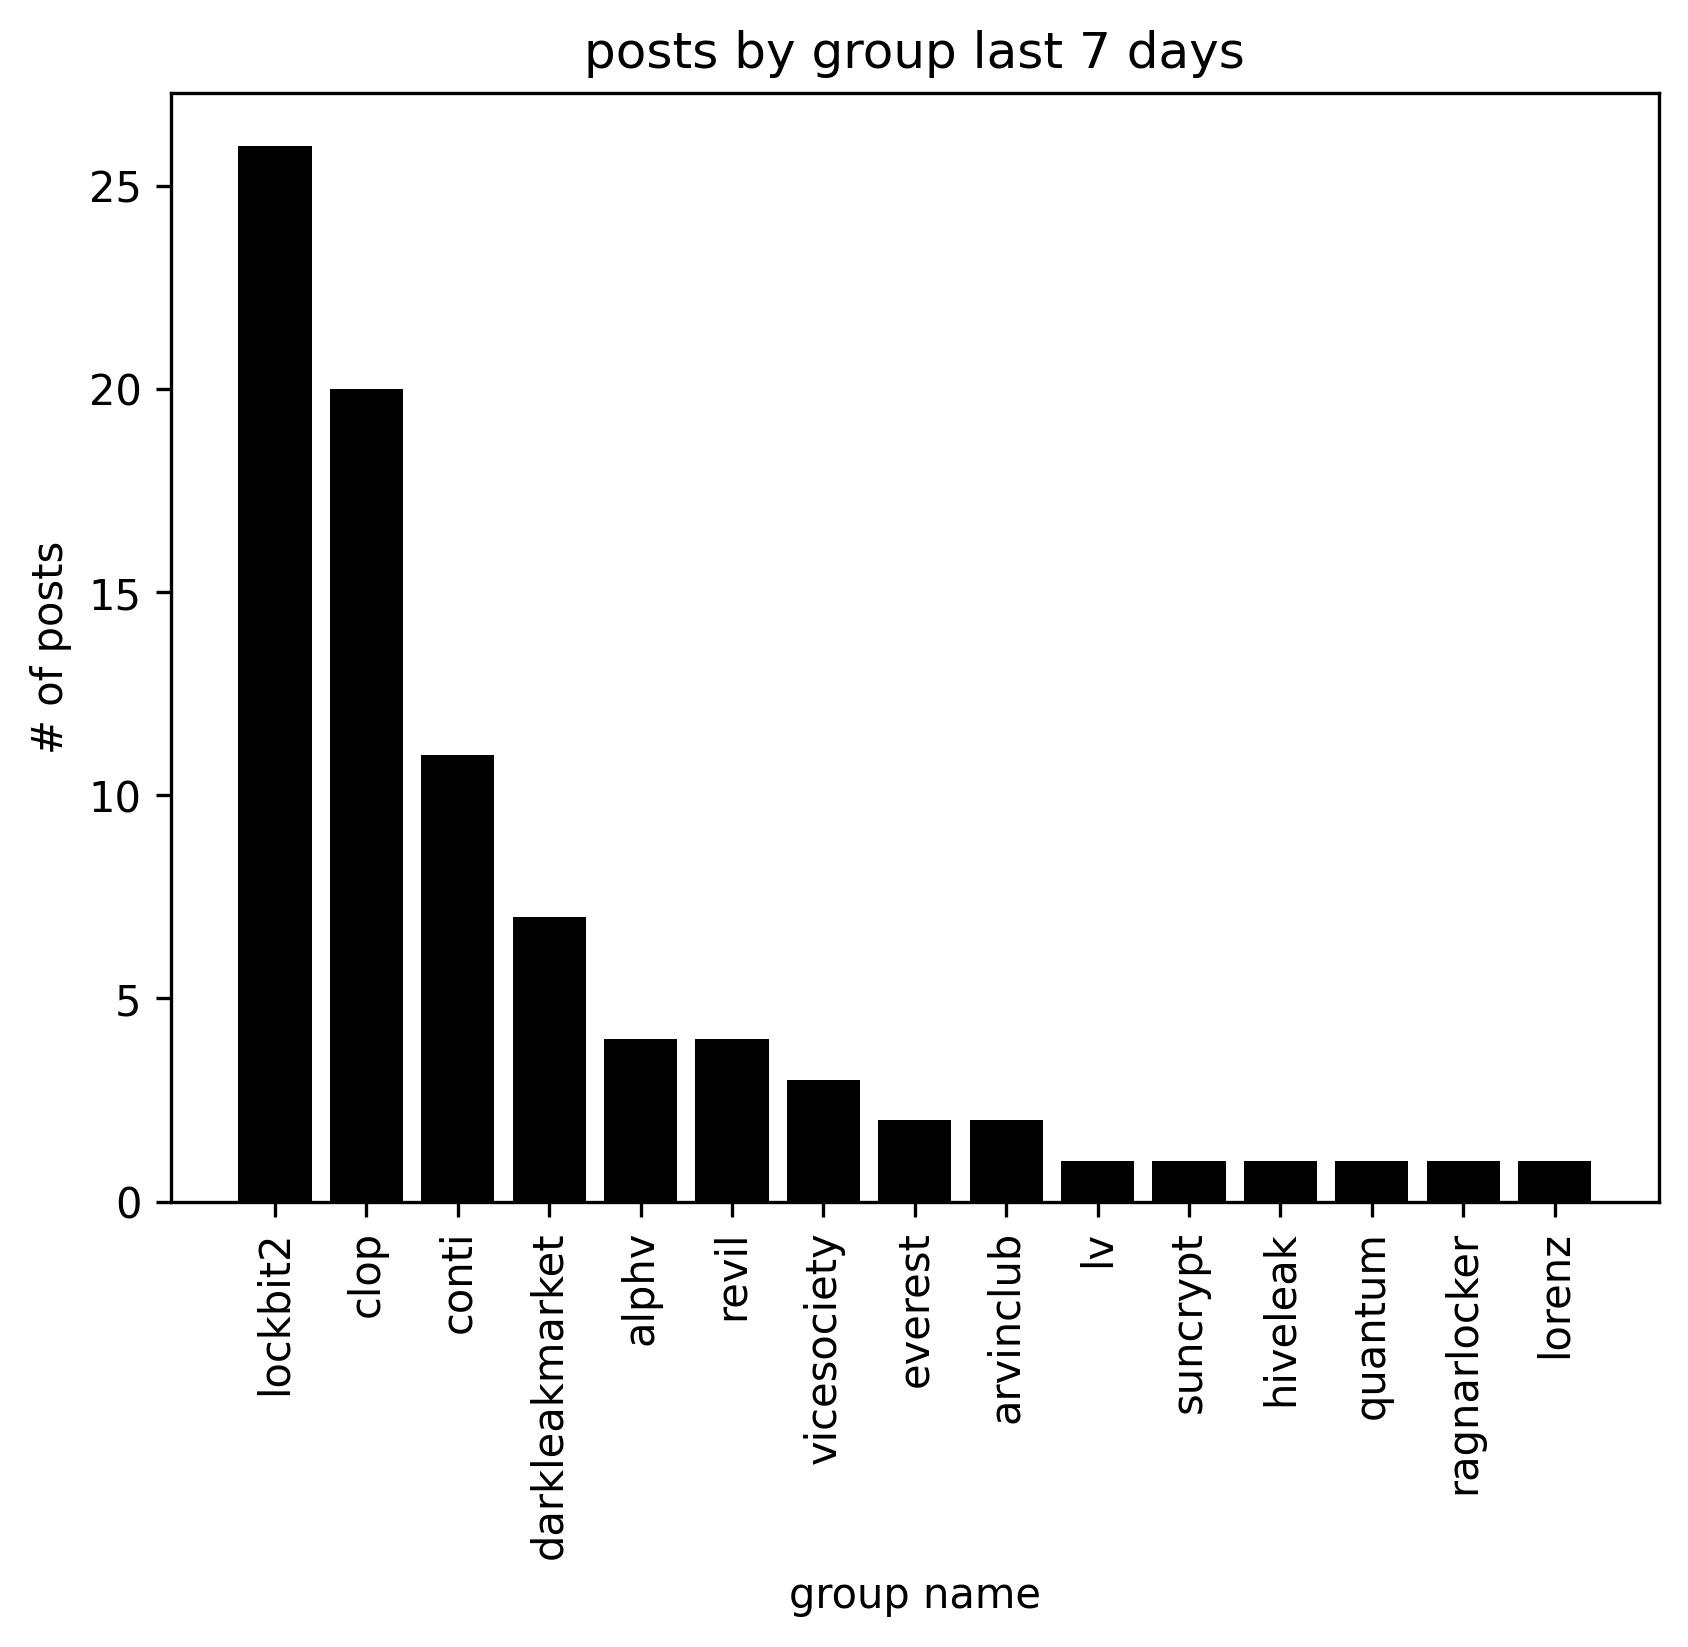 posts by group last 7 days
# of posts
25
20
15
10
5
0
lockbit2
clop
conti
darkleakmarket
alphv
revil
vicesociety
everest
arvinclub
lv
suncrypt
hiveleak
quantum
ragnarlocker
lorenz
group name